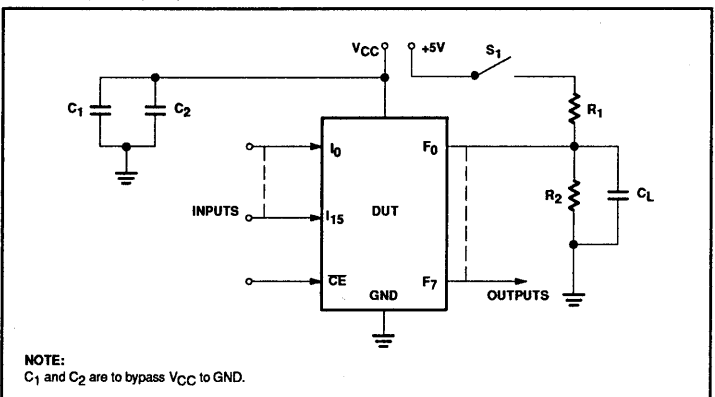 VCC +5V S1
C1 C2 R1
I0 F0
R2 CL
INPUTS I15 DUT
CE F7
GND OUTPUTS
NOTE:
C1 and C2 are to bypass VCC to GND.